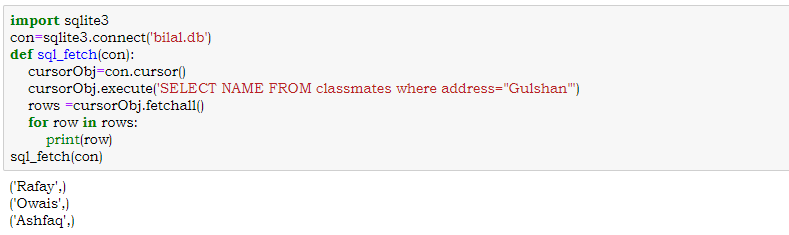 import sqlite3
con=sqlite3.connect('bilal.db')
def sql_fetch(con):
    cursorObj=con.cursor()
    cursorObj.execute('SELECT NAME FROM classmates where address="Gulshan"')
    rows =cursorObj.fetchall()
    for row in rows:
        print(row)
sql_fetch(con)
('Rafay',)
('Owais',)
('Ashfaq',)